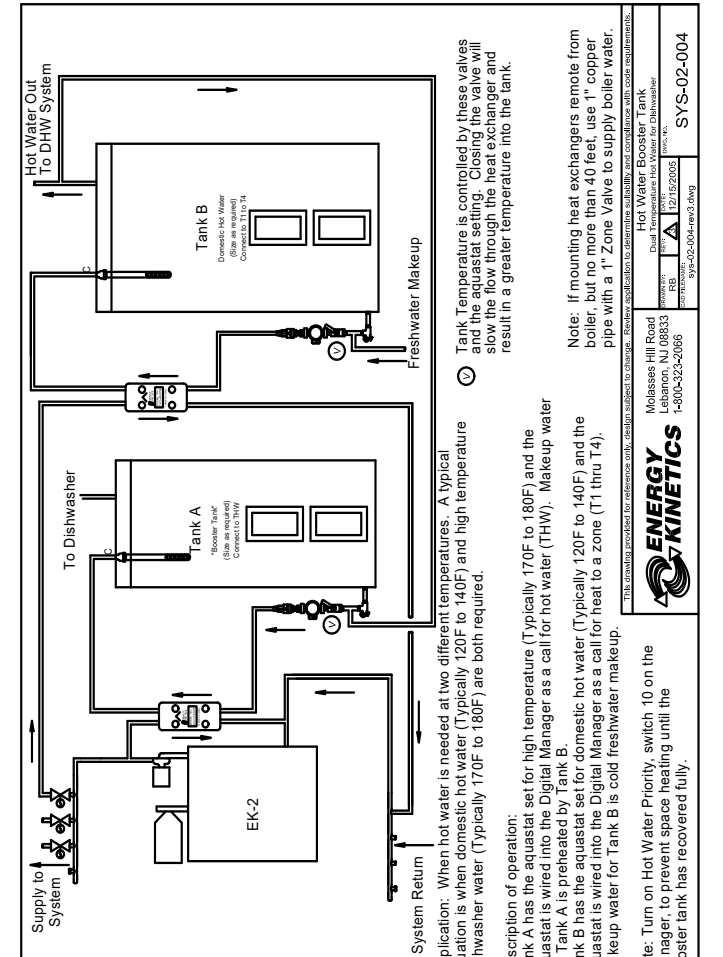 Supply to
System
Hot Water Out
To DHW System
To Dishwasher
C
C
Tank A
"Booster Tank"
(Size as required)
Connect to THW
Tank B
Domestic Hot Water
(Size as required)
Connect to T1 to T4
EK-2
V
V
System Return
Freshwater Makeup
plication: When hot water is needed at two different temperatures. A typical
uation is when domestic hot water (Typically 120F to 140F) and high temperature
hwasher water (Typically 170F to 180F) are both required.
V
Tank Temperature is controlled by these valves
and the aquastat setting. Closing the valve will
slow the flow through the heat exchanger and
result in a greater temperature into the tank.
scription of operation:
nk A has the aquastat set for high temperature (Typically 170F to 180F) and the
uastat is wired into the Digital Manager as a call for hot water (THW). Makeup water
Tank A is preheated by Tank B.
nk B has the aquastat set for domestic hot water (Typically 120F to 140F) and the
uastat is wired into the Digital Manager as a call for heat to a zone (T1 thru T4).
keup water for Tank B is cold freshwater makeup.
Note: If mounting heat exchangers remote from
boiler, but no more than 40 feet, use 1" copper
pipe with a 1" Zone Valve to supply boiler water.
te: Turn on Hot Water Priority, switch 10 on the
nager, to prevent space heating until the
oster tank has recovered fully.
This drawing provided for reference only, design subject to change. Review application to determine suitability and compliance with code requirements.
ENERGY
KINETICS
Molasses Hill Road
Lebanon, NJ 08833
1-800-323-2066
Hot Water Booster Tank
Dual Temperature Hot Water for Dishwasher
DRAWN BY:
RB
REV:
3
DATE:
12/15/2005
DWG. NO.
SYS-02-004
CAD FILENAME:
sys-02-004-rev3.dwg